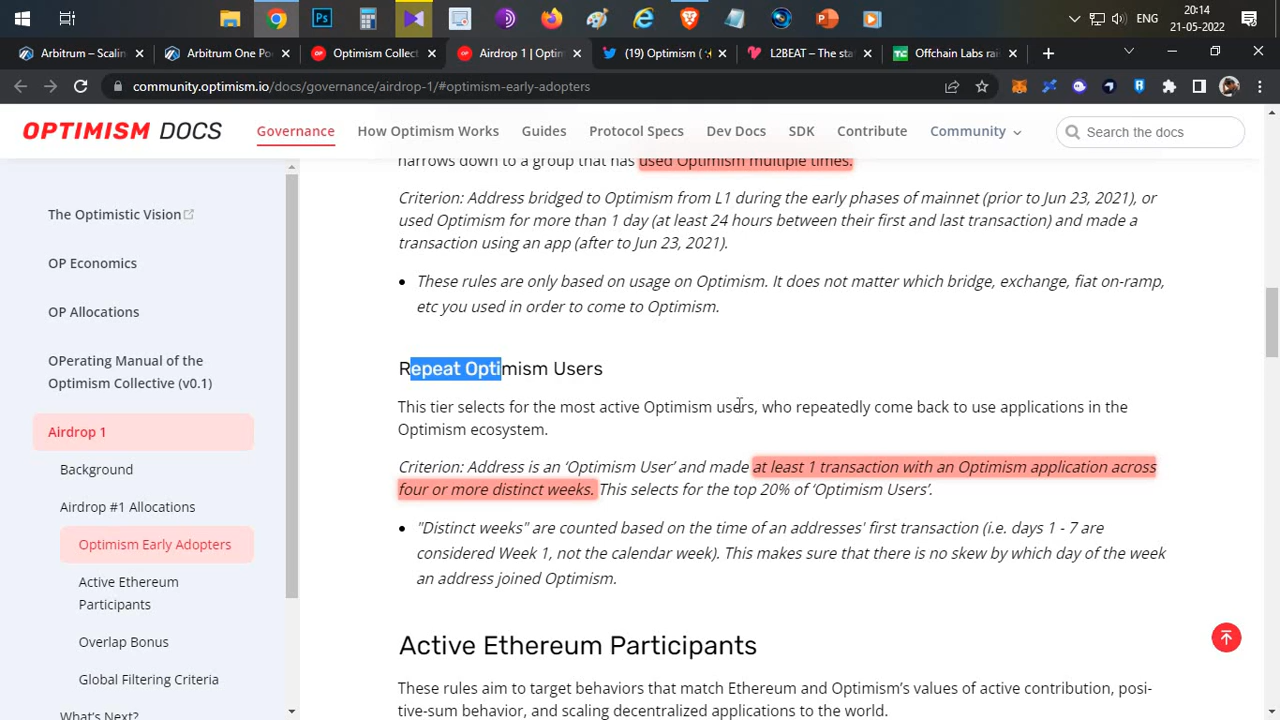 20:14
ENG
21-05-2022
Arbitrum – Scalin
Arbitrum One Po
Optimism Collect
Airdrop 1 | Optim
(19) Optimism (
L2BEAT – The sta
Offchain Labs rai
community.optimism.io/docs/governance/airdrop-1/#optimism-early-adopters
OPTIMISM DOCS
Governance
How Optimism Works
Guides
Protocol Specs
Dev Docs
SDK
Contribute
Community
Search the docs
The Optimistic Vision
OP Economics
OP Allocations
OPerating Manual of the
Optimism Collective (v0.1)
Airdrop 1
Background
Airdrop #1 Allocations
Optimism Early Adopters
Active Ethereum
Participants
Overlap Bonus
Global Filtering Criteria
What's Next?
narrows down to a group that has used Optimism multiple times.
Criterion: Address bridged to Optimism from L1 during the early phases of mainnet (prior to Jun 23, 2021), or
used Optimism for more than 1 day (at least 24 hours between their first and last transaction) and made a
transaction using an app (after to Jun 23, 2021).
These rules are only based on usage on Optimism. It does not matter which bridge, exchange, fiat on-ramp,
etc you used in order to come to Optimism.
Repeat Optimism Users
This tier selects for the most active Optimism users, who repeatedly come back to use applications in the
Optimism ecosystem.
Criterion: Address is an ‘Optimism User’ and made at least 1 transaction with an Optimism application across
four or more distinct weeks. This selects for the top 20% of ‘Optimism Users’.
"Distinct weeks" are counted based on the time of an addresses' first transaction (i.e. days 1 - 7 are
considered Week 1, not the calendar week). This makes sure that there is no skew by which day of the week
an address joined Optimism.
Active Ethereum Participants
These rules aim to target behaviors that match Ethereum and Optimism’s values of active contribution, posi-
tive-sum behavior, and scaling decentralized applications to the world.